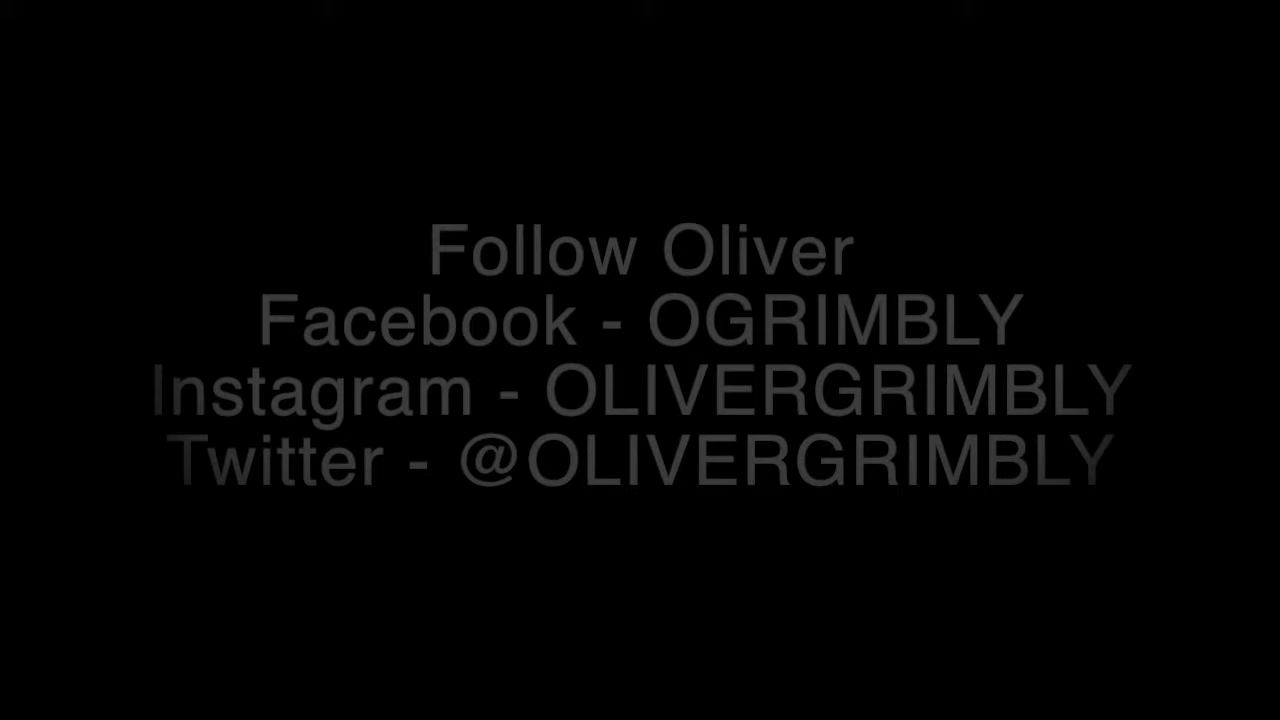 Follow Oliver
Facebook - OGRIMBLY
Instagram - OLIVERGRIMBLY
Twitter - @OLIVERGRIMBLY